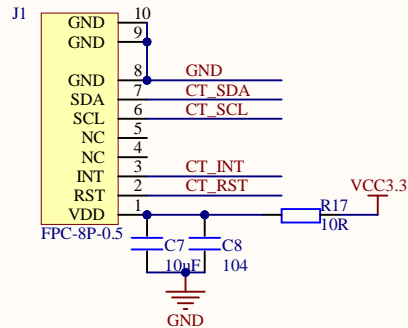 J1
GND 10
GND 9
GND 8 GND
SDA 7 CT_SDA
SCL 6 CT_SCL
NC 5
NC 4
INT 3 CT_INT
RST 2 CT_RST
VDD 1
VCC3.3
R17
10R
FPC-8P-0.5
C7 C8
10uF 104
GND